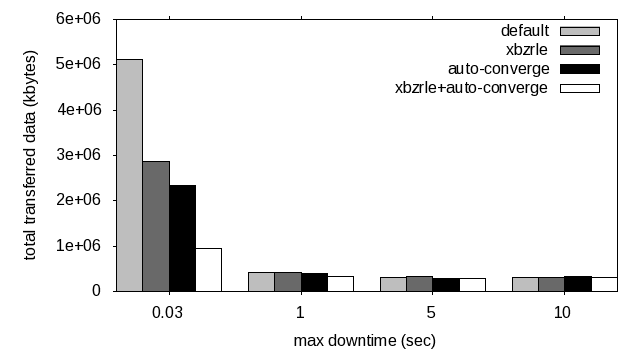 total transferred data (kbytes)
6e+06
5e+06
4e+06
3e+06
2e+06
1e+06
0
default
xbzrle
auto-converge
xbzrle+auto-converge
0.03 1 5 10
max downtime (sec)